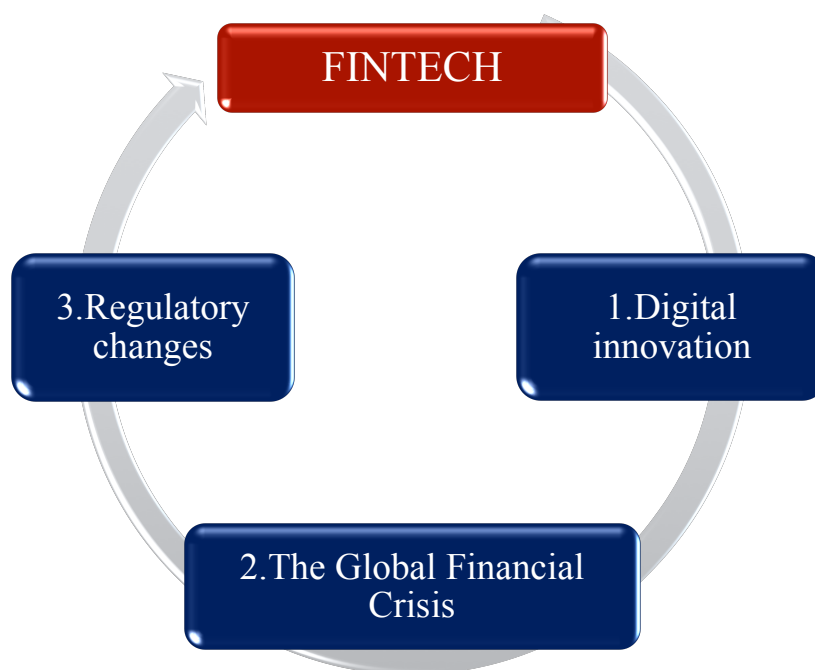 FINTECH
1.Digital
innovation
2.The Global Financial
Crisis
3.Regulatory
changes